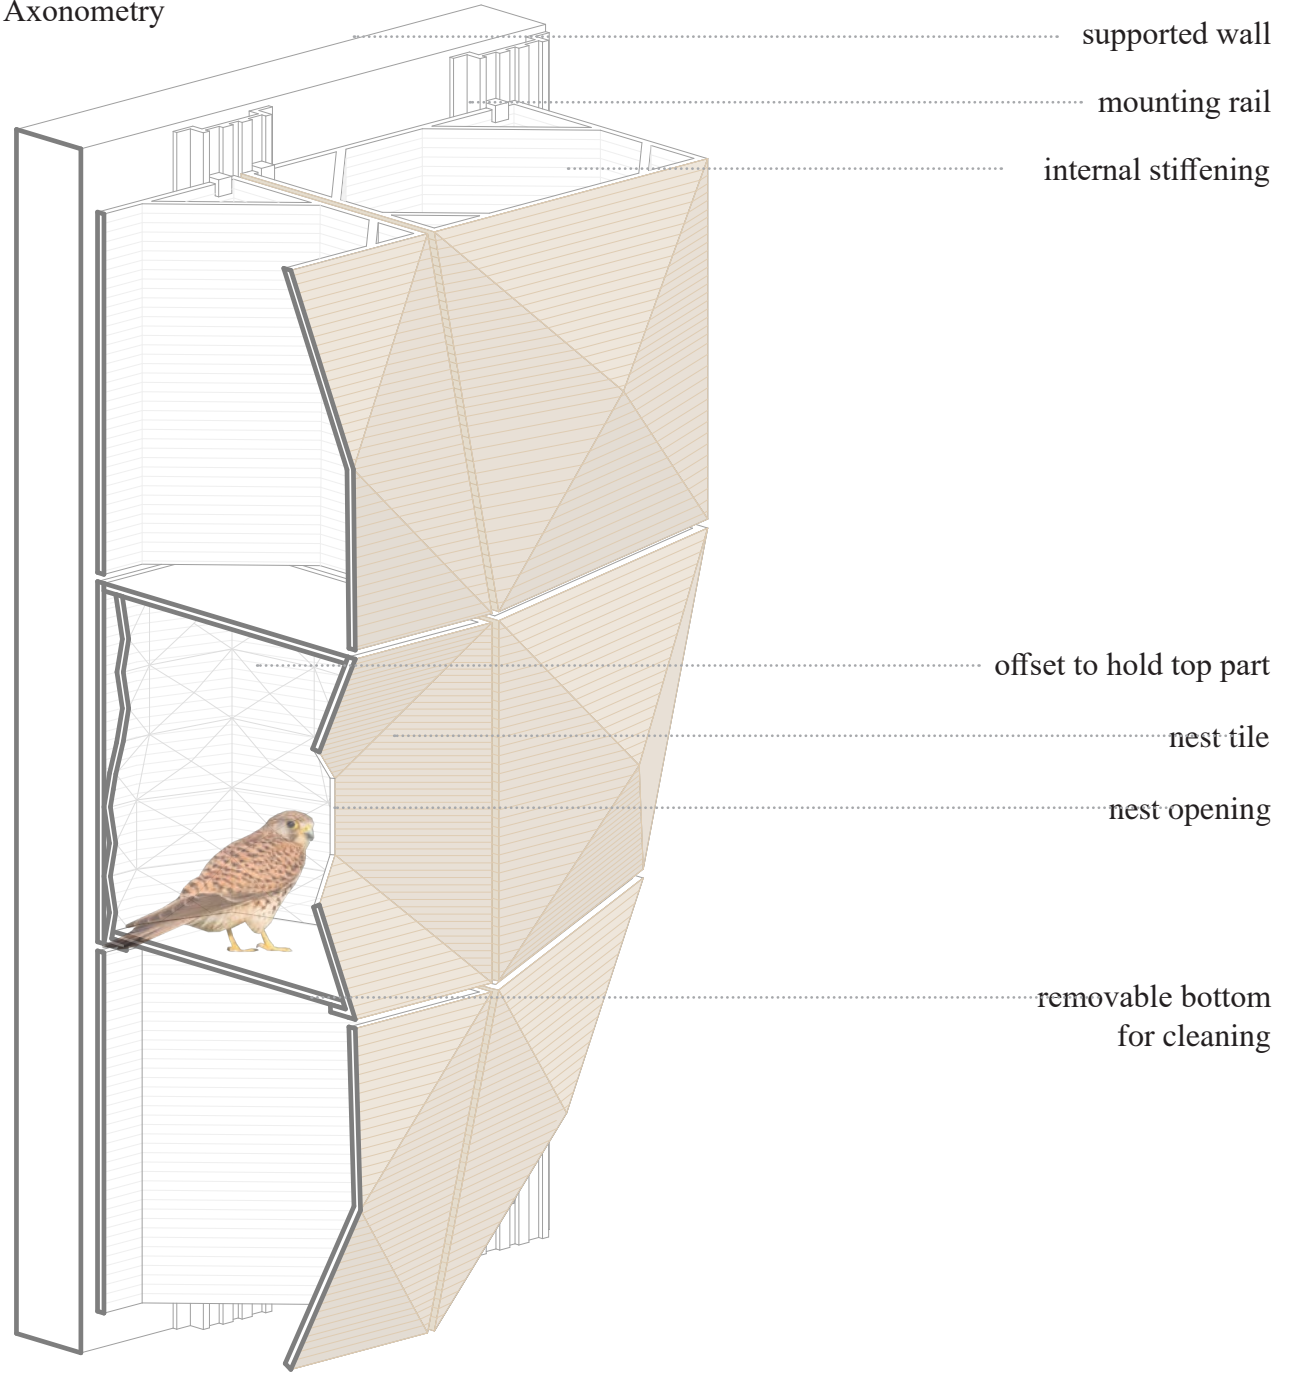 Axonometry
supported wall
mounting rail
internal stiffening
offset to hold top part
nest tile
nest opening
removable bottom
for cleaning